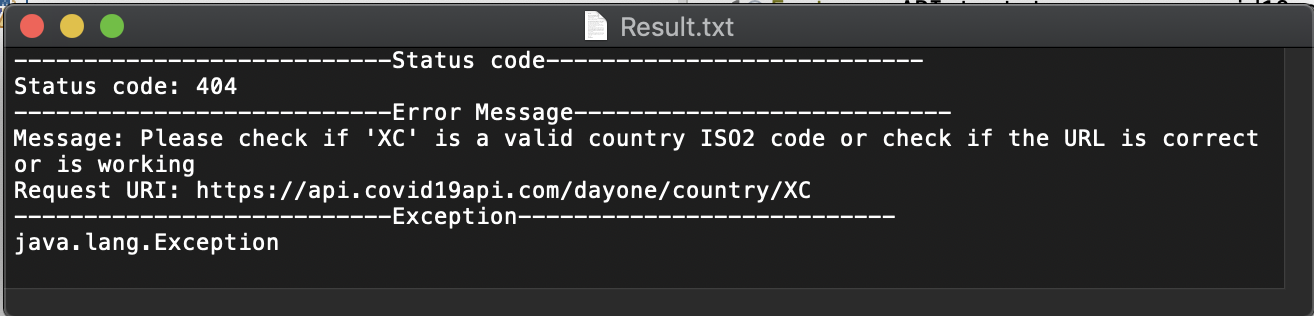 Result.txt
---------------------------Status code---------------------------
Status code: 404
---------------------------Error Message---------------------------
Message: Please check if 'XC' is a valid country ISO2 code or check if the URL is correct
or is working
Request URI: https://api.covid19api.com/dayone/country/XC
---------------------------Exception---------------------------
java.lang.Exception